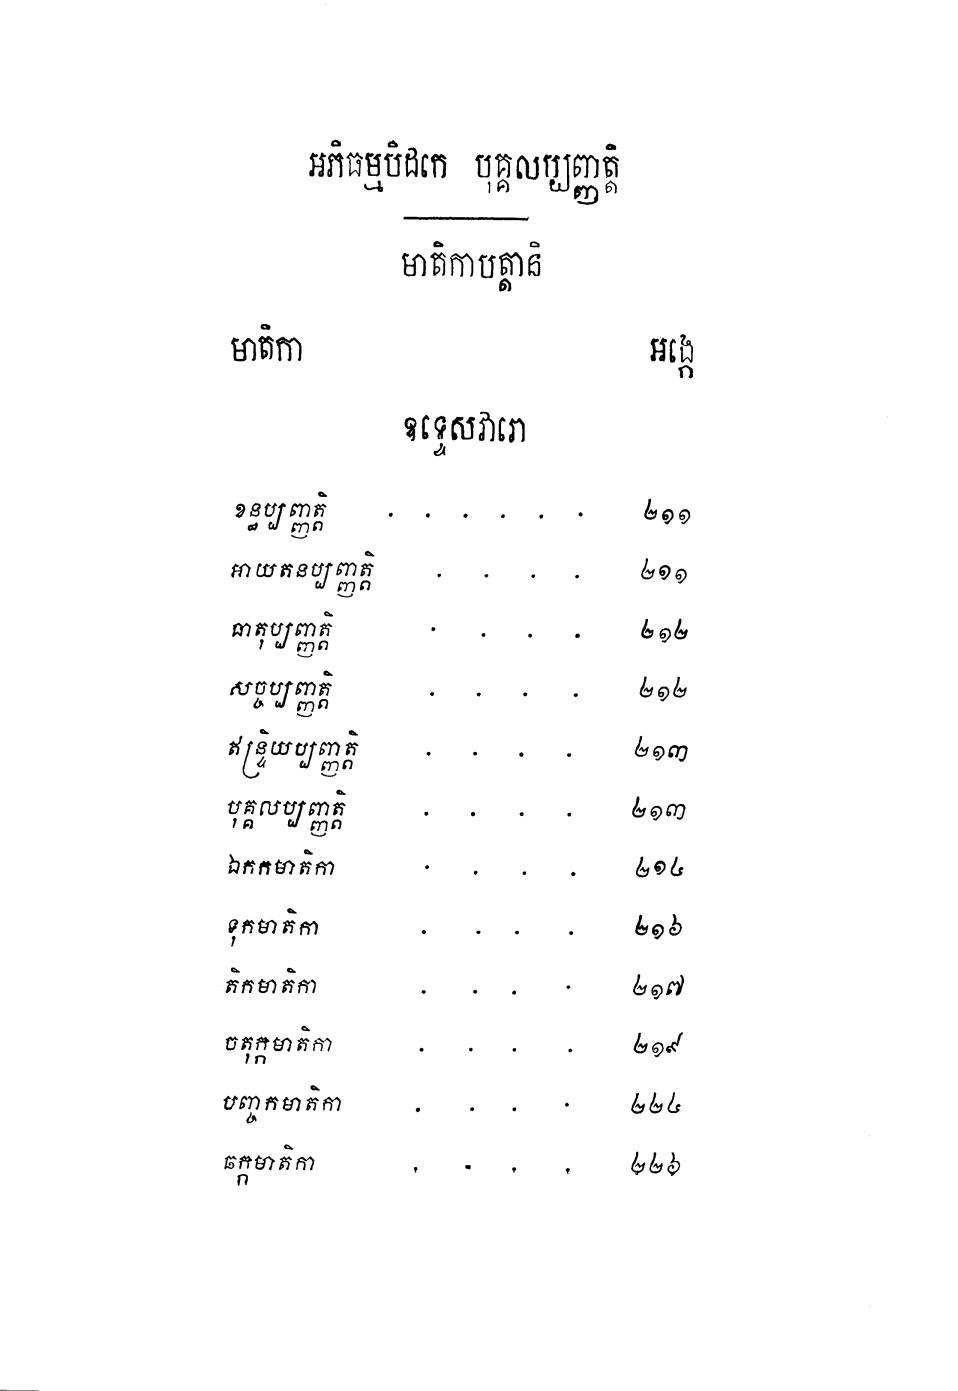 អភិធម្មបិដកេ បុគ្គលប្បញ្ញត្តិ
មាតិកាបត្តានិ
មាតិកា អង្កេ
ឧទ្ទេសវារោ
ខន្ធប្បញ្ញត្តិ . . . . . . ២១១
អាយតនប្បញ្ញត្តិ . . . . ២១១
ធាតុប្បញ្ញត្តិ . . . . ២១២
សច្ចប្បញ្ញត្តិ . . . . ២១២
ឥន្ទ្រិយប្បញ្ញត្តិ . . . . ២១៣
បុគ្គលប្បញ្ញត្តិ . . . . ២១៣
ឯកកមាតិកា . . . . ២១៤
ទុកមាតិកា . . . . ២១៦
តិកមាតិកា . . . . ២១៧
ចតុក្កមាតិកា . . . . ២១៩
បញ្ចកមាតិកា . . . . ២២៤
ឆក្កមាតិកា . . . . ២២៦